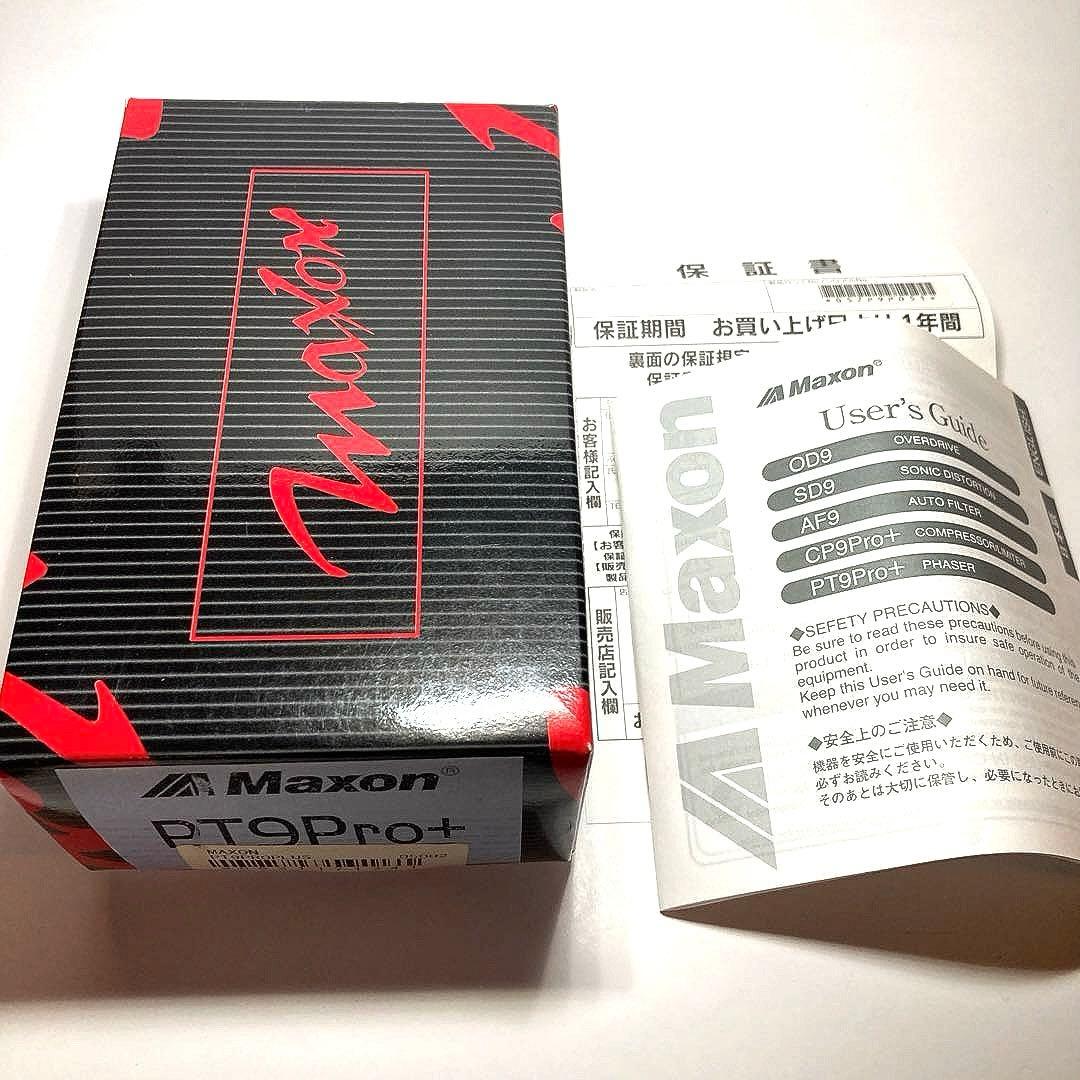 Maxon
Maxon®
PT9Pro+
MAXON
保証書
保証期間 お買い上げ日より1年間
裏面の保証規定
お客様記入欄
販売店記入欄
Maxon
Maxon®
User's Guide
OD9 OVERDRIVE
SD9 SONIC DISTORTION
AF9 AUTO FILTER
CP9Pro+ COMPRESSOR/LIMITER
PT9Pro+ PHASER
◆SEFETY PRECAUTIONS◆
Be sure to read these precautions before using this
product in order to insure safe operation of the
equipment.
Keep this User's Guide on hand for future referen
whenever you may need it.
◆安全上のご注意◆
機器を安全にご使用いただくため、ご使用前にこの
必ずお読みください。
そのあとは大切に保管し、必要になったときにお